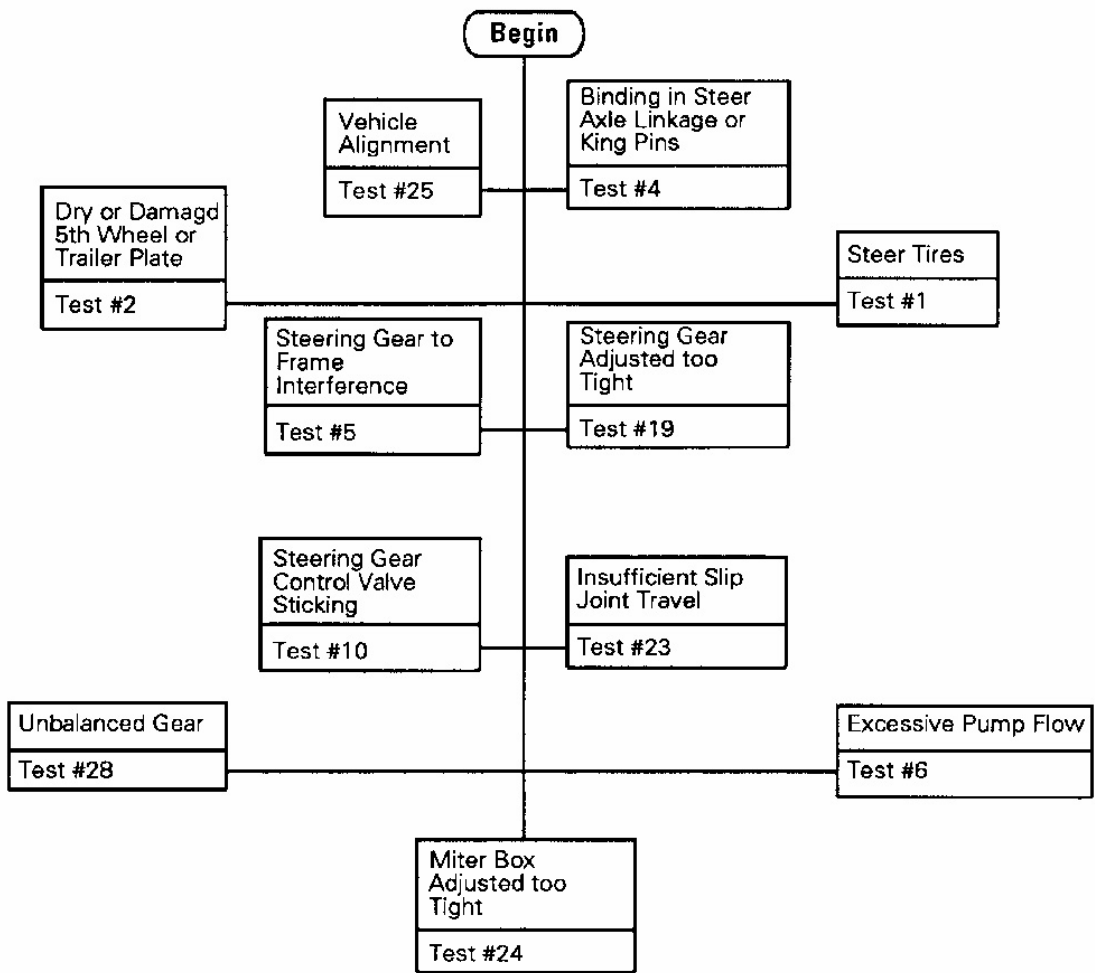 Begin
Vehicle
Alignment
Test #25
Binding in Steer
Axle Linkage or
King Pins
Test #4
Dry or Damagd
5th Wheel or
Trailer Plate
Test #2
Steer Tires
Test #1
Steering Gear to
Frame
Interference
Test #5
Steering Gear
Adjusted too
Tight
Test #19
Steering Gear
Control Valve
Sticking
Test #10
Insufficient Slip
Joint Travel
Test #23
Unbalanced Gear
Test #28
Excessive Pump Flow
Test #6
Miter Box
Adjusted too
Tight
Test #24